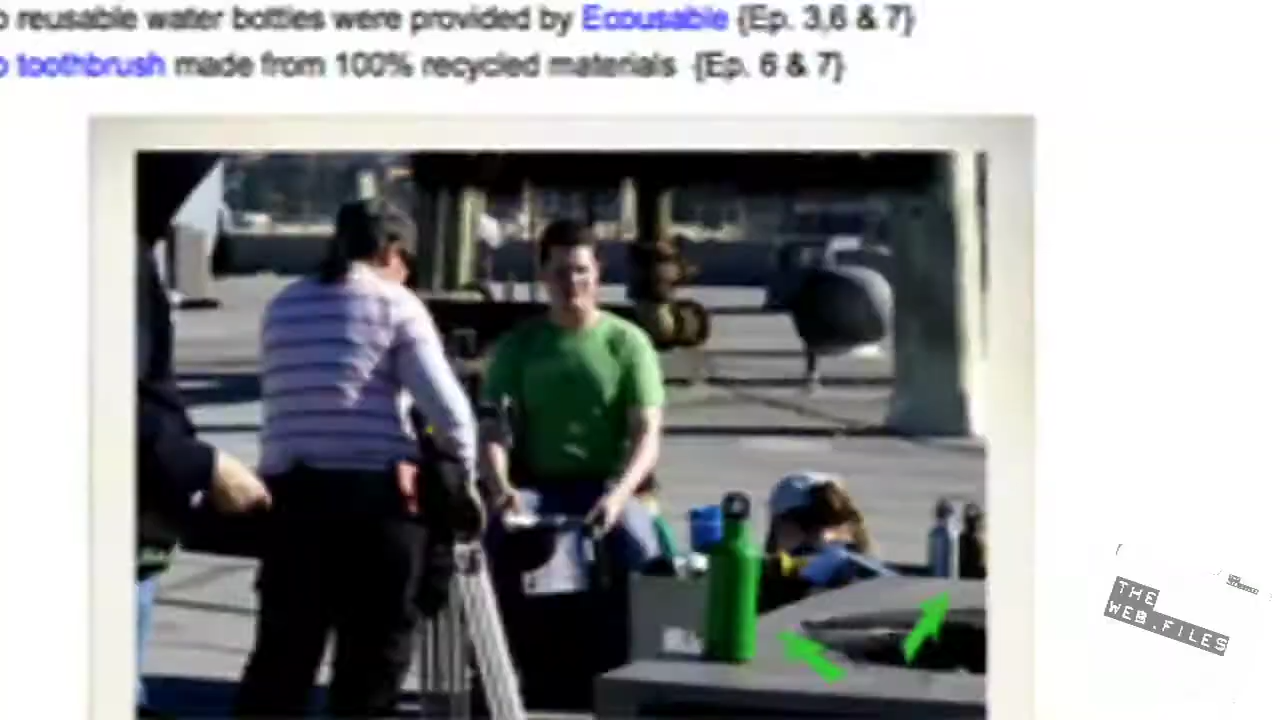 o reusable water bottles were provided by Ecousable {Ep. 3,6 & 7}
o toothbrush made from 100% recycled materials {Ep. 6 & 7}
THE
WEB.FILES